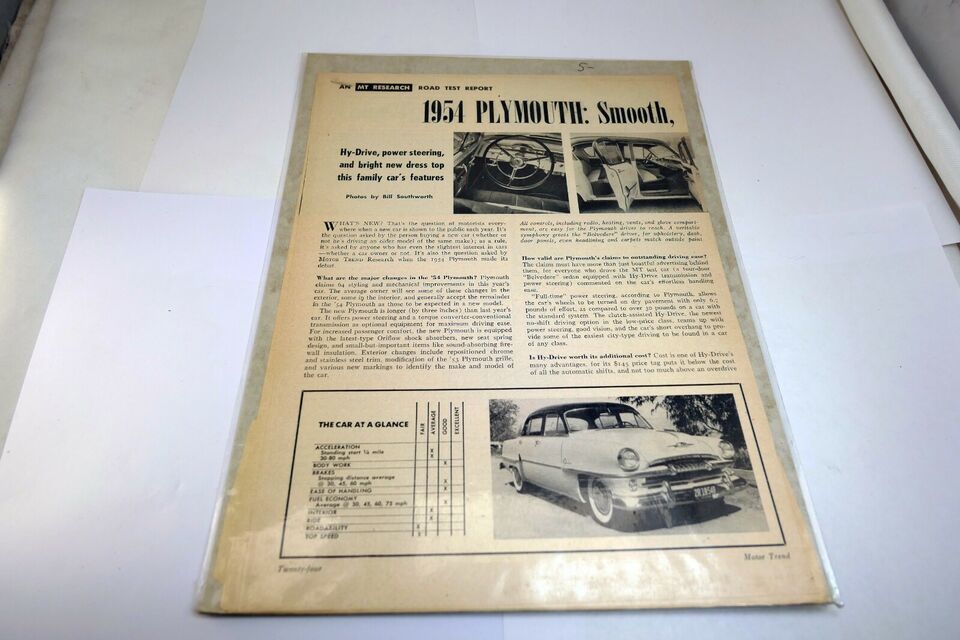 5-
AN MT RESEARCH ROAD TEST REPORT
1954 PLYMOUTH: Smooth,
Hy-Drive, power steering,
and bright new dress top
this family car's features
Photos by Bill Southworth
WHAT'S NEW? That's the question of motorists every-
where when a new car is shown to the public each year. It's
the question asked by the person buying a new car (whether or
not he's driving an older model of the same make); as a rule,
it's asked by anyone who has even the slightest interest in cars
—whether a car owner or not. It's also the question asked by
MOTOR TREND Research when the 1954 Plymouth made its
debut.
What are the major changes in the '54 Plymouth? Plymouth
claims 64 styling and mechanical improvements in this year's
car. The average owner will see some of these changes in the
exterior, some in the interior, and generally accept the remainder
in the '54 Plymouth as those to be expected in a new model.
The new Plymouth is longer (by three inches) than last year's
car. It offers power steering and a torque converter-conventional
transmission as optional equipment for maximum driving ease.
For increased passenger comfort, the new Plymouth is equipped
with the latest-type Oriflow shock absorbers, new seat spring
design, and small-but-important items like sound-absorbing fire-
wall insulation. Exterior changes include repositioned chrome
and stainless steel trim, modification of the '53 Plymouth grille,
and various new markings to identify the make and model of
the car.
All controls, including radio, heating, vents, and glove compart-
ment, are easy for the Plymouth driver to reach. A veritable
symphony greets the "Belvedere" driver, for upholstery, dash,
door panels, even headlining and carpets match outside paint
How valid are Plymouth's claims to outstanding driving ease?
The claims must have more than just boastful advertising behind
them, for everyone who drove the MT test car (a four-door
"Belvedere" sedan equipped with Hy-Drive transmission and
power steering) commented on the car's effortless handling
ease.
"Full-time" power steering, according to Plymouth, allows
the car's wheels to be turned on dry pavement with only 6.7
pounds of effort, as compared to over 30 pounds on a car with
the standard system. The clutch-assisted Hy-Drive, the newest
no-shift driving option in the low-price class, teams up with
power steering, good vision, and the car's short overhang to pro-
vide some of the easiest city-type driving to be found in a car
of any class.
Is Hy-Drive worth its additional cost? Cost is one of Hy-Drive's
many advantages, for its $145 price tag puts it below the cost
of all the automatic shifts, and not too much above an overdrive
THE CAR AT A GLANCE
FAIR
AVERAGE
GOOD
EXCELLENT
ACCELERATION
Standing start ¼ mile x
30-80 mph x
BODY WORK x
BRAKES
Stopping distance average
@ 30, 45, 60 mph x
EASE OF HANDLING x
FUEL ECONOMY
Average @ 30, 45, 60, 75 mph x
INTERIOR x
RIDE x
ROADABILITY x
TOP SPEED x
Twenty-four
Motor Trend